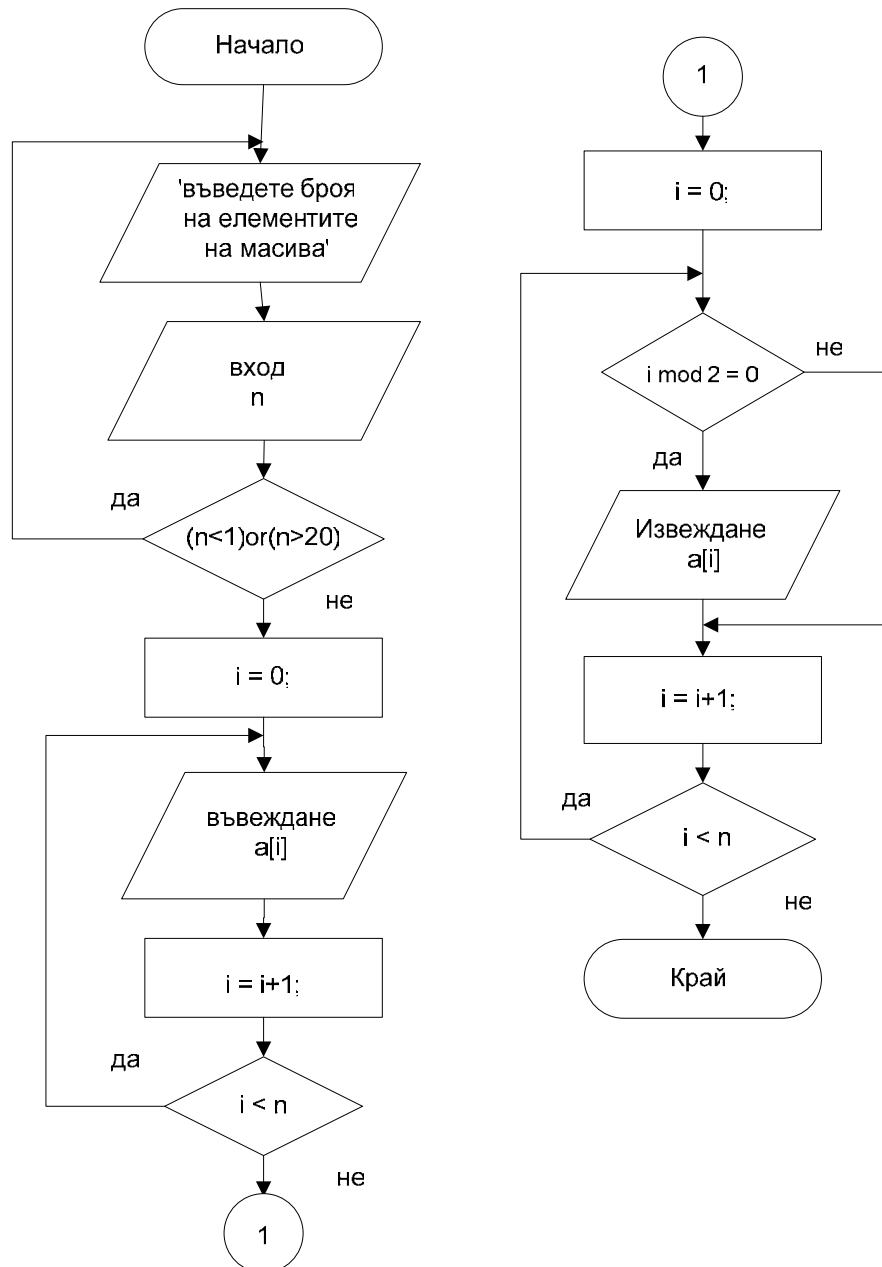 Начало
'въведете броя
на елементите
на масива'
вход
n
да
(n<1)or(n>20)
не
i = 0;
въвеждане
a[i]
i = i+1;
да
i < n
не
1
1
i = 0;
не
i mod 2 = 0
да
Извеждане
a[i]
i = i+1;
да
i < n
не
Край